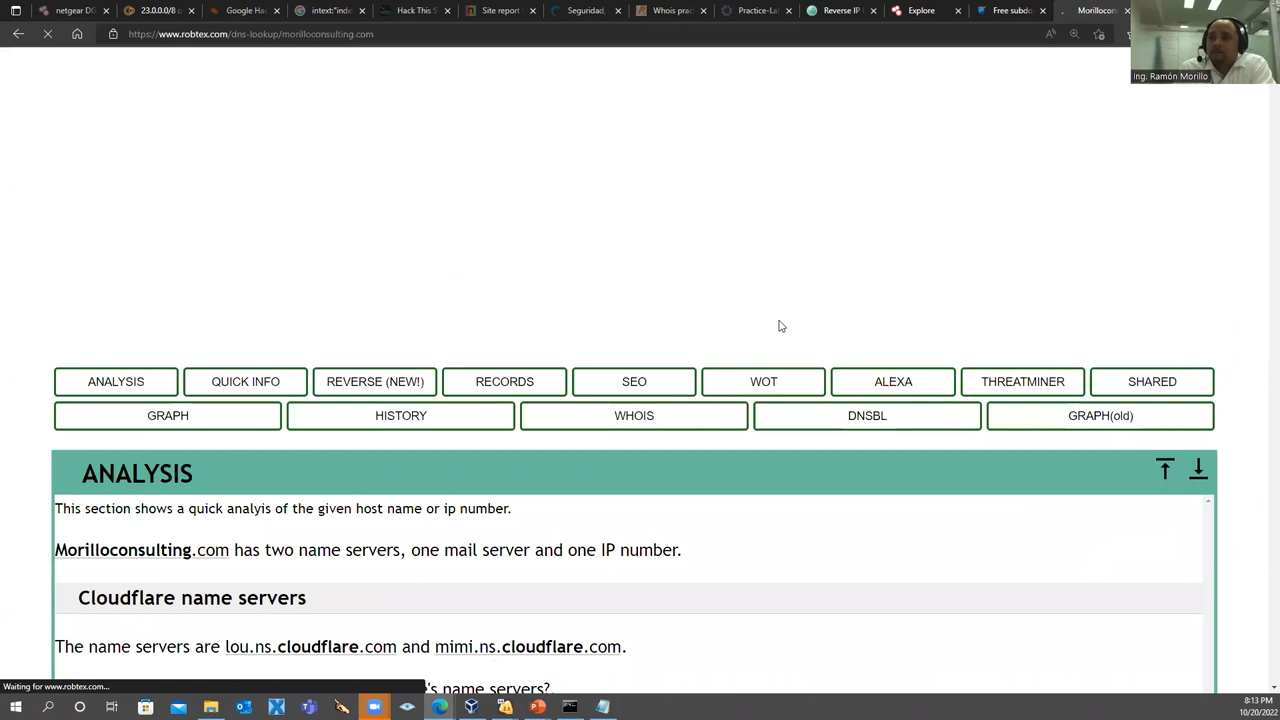 netgear DG
23.0.0.0/8 o
Google Hac
intext:"inde
Hack This S
Site report f
Seguridad,
Whois prac
Practice-Lab
Reverse IP L
Explore
Free subdo
Morilloconsu
https://www.robtex.com/dns-lookup/morilloconsulting.com
Ing. Ramón Morillo
ANALYSIS
QUICK INFO
REVERSE (NEW!)
RECORDS
SEO
WOT
ALEXA
THREATMINER
SHARED
GRAPH
HISTORY
WHOIS
DNSBL
GRAPH(old)
ANALYSIS
This section shows a quick analyis of the given host name or ip number.
Morilloconsulting.com has two name servers, one mail server and one IP number.
Cloudflare name servers
The name servers are lou.ns.cloudflare.com and mimi.ns.cloudflare.com.
's name servers?
Waiting for www.robtex.com...
8:13 PM
10/20/2022